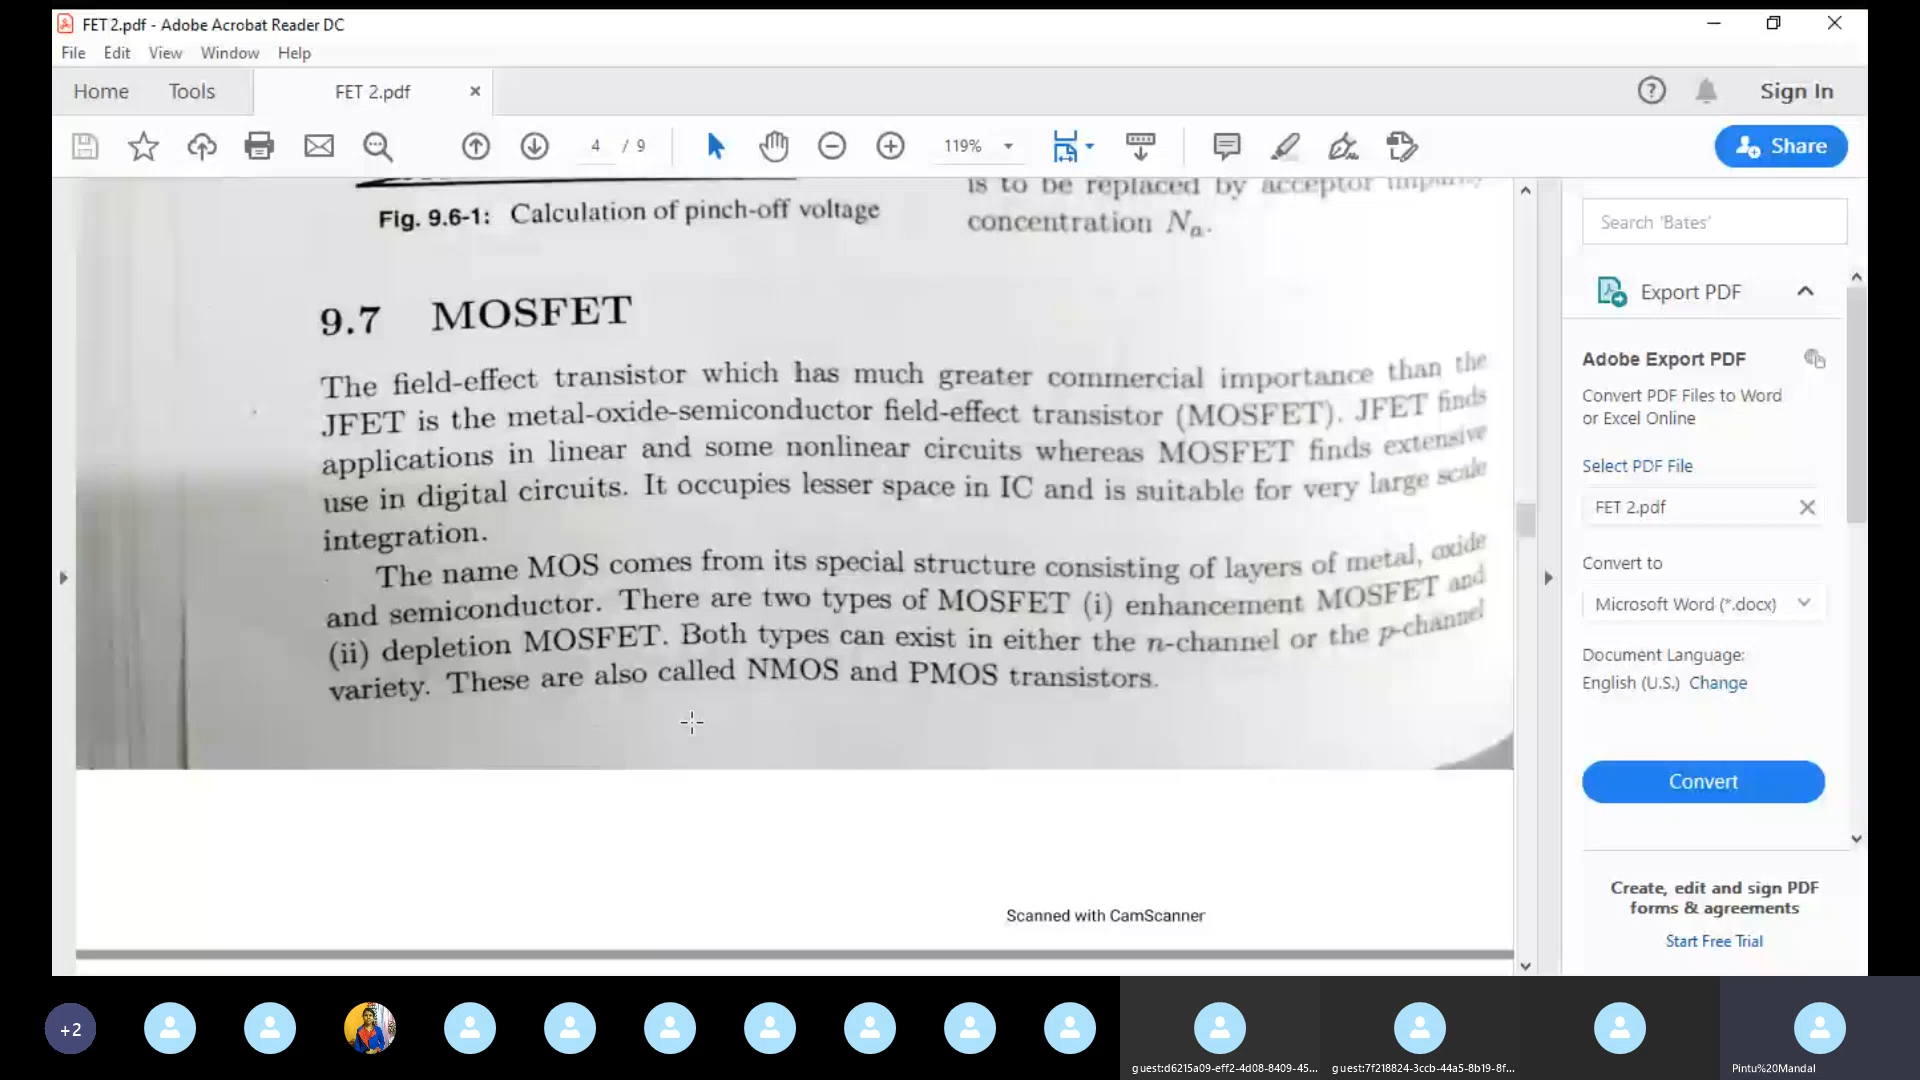 FET 2.pdf - Adobe Acrobat Reader DC
File Edit View Window Help
Home Tools FET 2.pdf × Sign In
4 / 9 119% Share
is to be replaced by acceptor impurity
concentration Na.
Fig. 9.6-1: Calculation of pinch-off voltage
9.7 MOSFET
The field-effect transistor which has much greater commercial importance than the
JFET is the metal-oxide-semiconductor field-effect transistor (MOSFET). JFET finds
applications in linear and some nonlinear circuits whereas MOSFET finds extensive
use in digital circuits. It occupies lesser space in IC and is suitable for very large scale
integration.
The name MOS comes from its special structure consisting of layers of metal, oxide
and semiconductor. There are two types of MOSFET (i) enhancement MOSFET and
(ii) depletion MOSFET. Both types can exist in either the n-channel or the p-channel
variety. These are also called NMOS and PMOS transistors.
Scanned with CamScanner
Search 'Bates'
Export PDF
Adobe Export PDF
Convert PDF Files to Word
or Excel Online
Select PDF File
FET 2.pdf
Convert to
Microsoft Word (*.docx)
Document Language:
English (U.S.) Change
Convert
Create, edit and sign PDF
forms & agreements
Start Free Trial
+2
guest:d6215a09-eff2-4d08-8409-45...
guest:7f218824-3ccb-44a5-8b19-8f...
Pintu%20Mandal